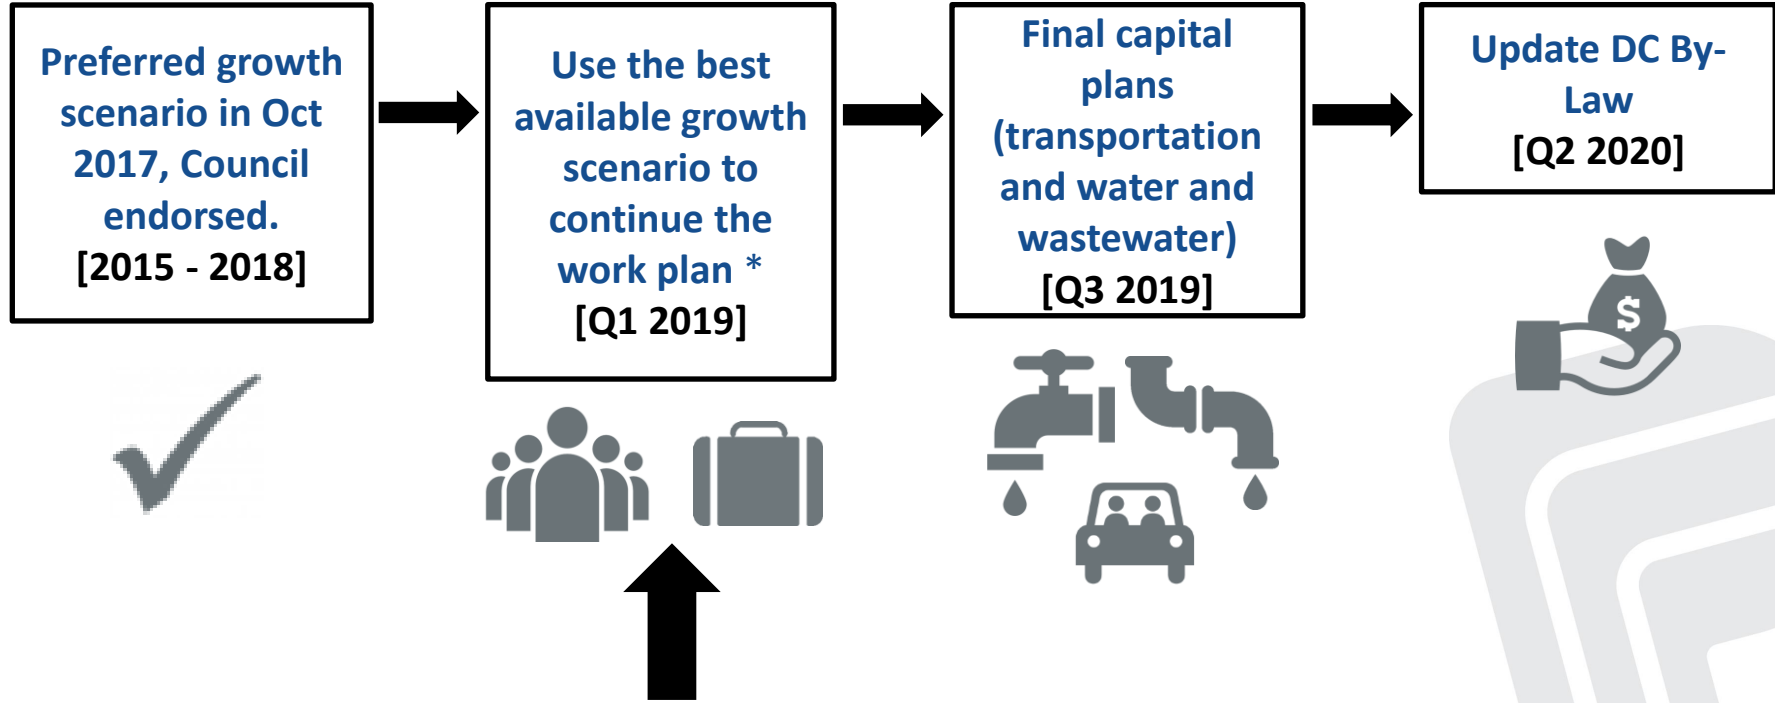 Preferred growth
scenario in Oct
2017, Council
endorsed.
[2015 - 2018]
Use the best
available growth
scenario to
continue the
work plan *
[Q1 2019]
Final capital
plans
(transportation
and water and
wastewater)
[Q3 2019]
Update DC By-
Law
[Q2 2020]
$